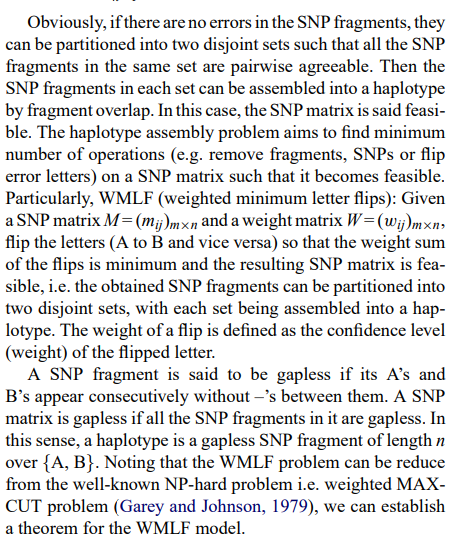 Obviously, if there are no errors in the SNP fragments, they
can be partitioned into two disjoint sets such that all the SNP
fragments in the same set are pairwise agreeable. Then the
SNP fragments in each set can be assembled into a haplotype
by fragment overlap. In this case, the SNP matrix is said feasi-
ble. The haplotype assembly problem aims to find minimum
number of operations (e.g. remove fragments, SNPs or flip
error letters) on a SNP matrix such that it becomes feasible.
Particularly, WMLF (weighted minimum letter flips): Given
a SNP matrix M=(mij)m×n and a weight matrix W=(wij)m×n,
flip the letters (A to B and vice versa) so that the weight sum
of the flips is minimum and the resulting SNP matrix is fea-
sible, i.e. the obtained SNP fragments can be partitioned into
two disjoint sets, with each set being assembled into a hap-
lotype. The weight of a flip is defined as the confidence level
(weight) of the flipped letter.
A SNP fragment is said to be gapless if its A's and
B's appear consecutively without –'s between them. A SNP
matrix is gapless if all the SNP fragments in it are gapless. In
this sense, a haplotype is a gapless SNP fragment of length n
over {A, B}. Noting that the WMLF problem can be reduce
from the well-known NP-hard problem i.e. weighted MAX-
CUT problem (Garey and Johnson, 1979), we can establish
a theorem for the WMLF model.